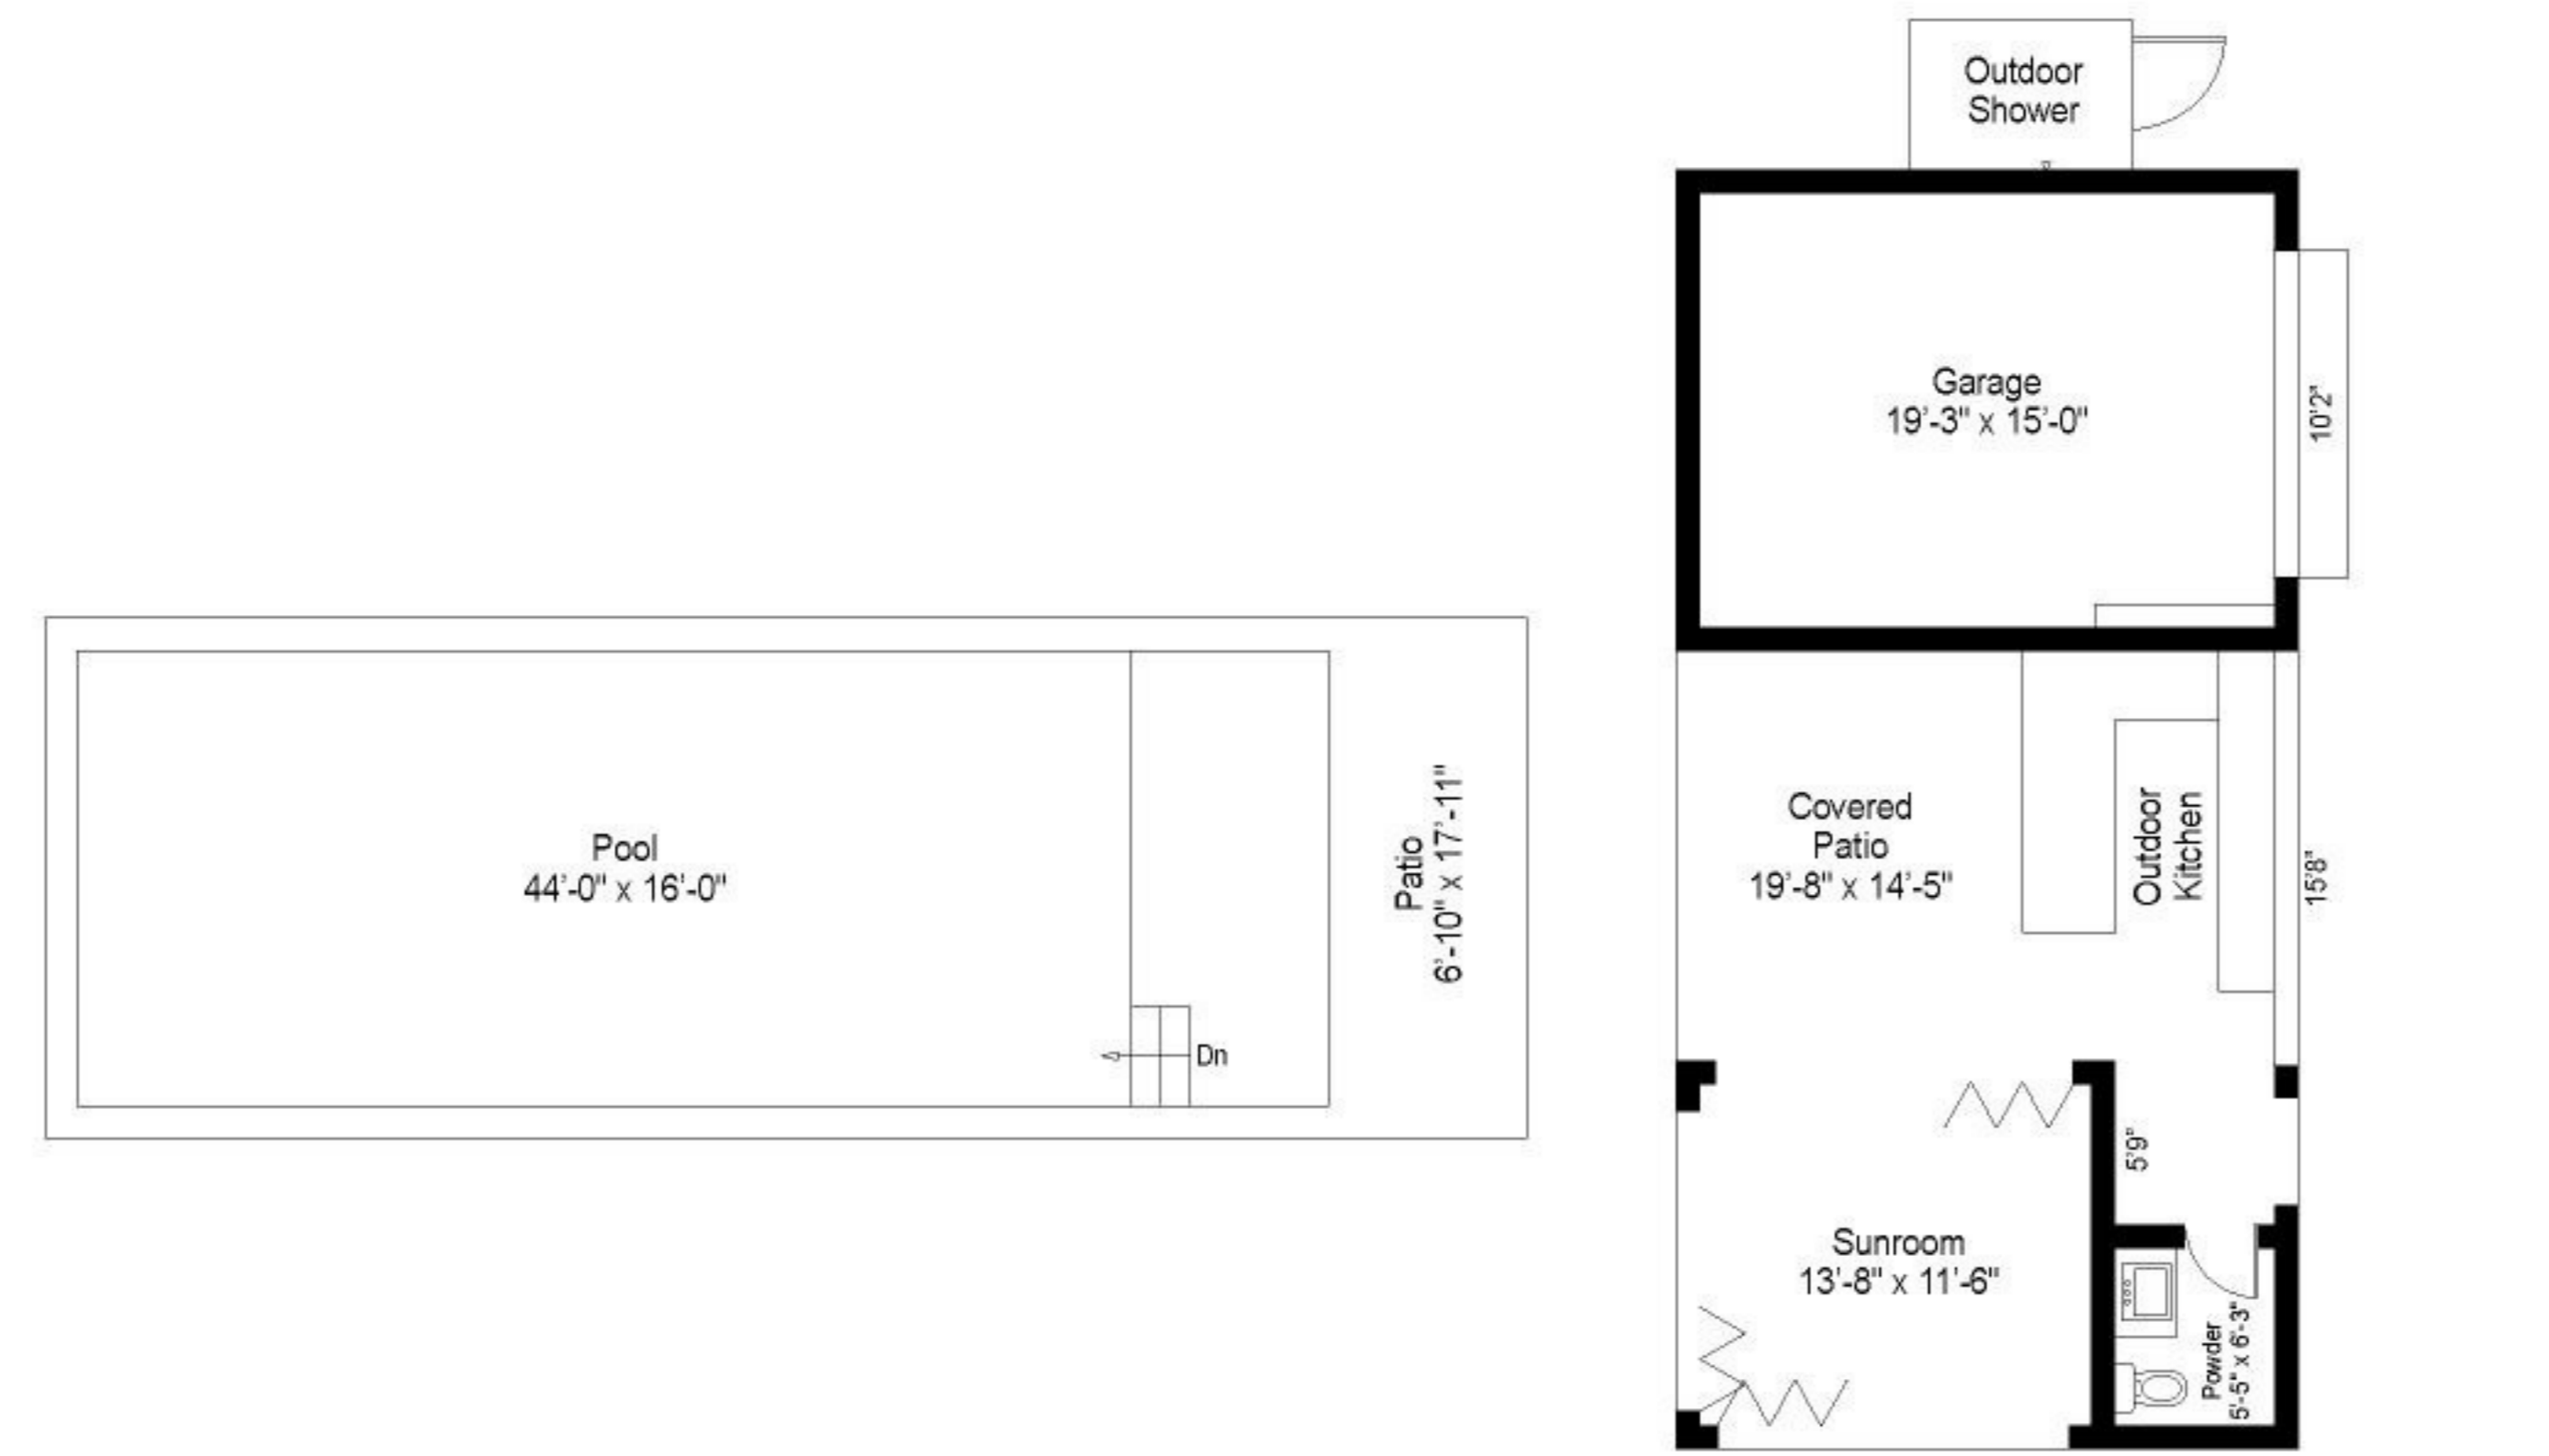 Outdoor
Shower
Garage
19'-3" x 15'-0"
10'2"
Pool
44'-0" x 16'-0"
Dn
Patio
6'-10" x 17'-11"
Covered
Patio
19'-8" x 14'-5"
Outdoor
Kitchen
15'8"
5'9"
Sunroom
13'-8" x 11'-6"
Powder
5'-5" x 6'-3"